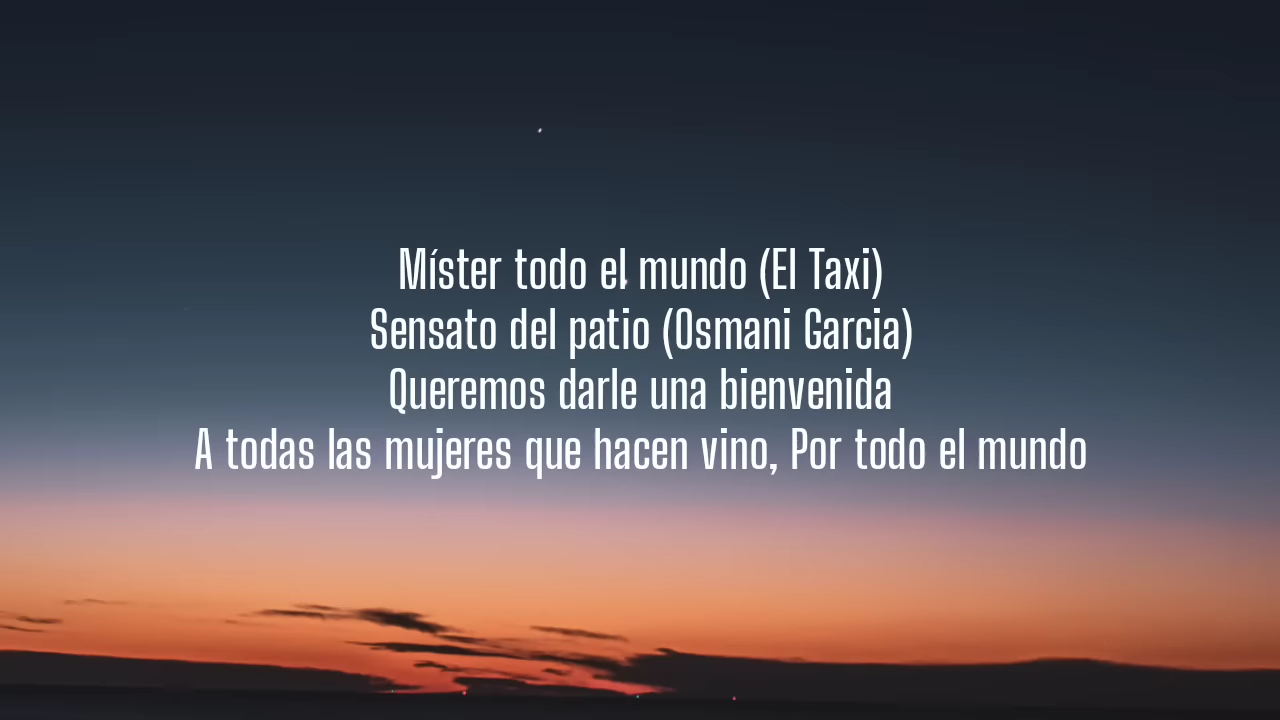 Míster todo el mundo (El Taxi)
Sensato del patio (Osmani Garcia)
Queremos darle una bienvenida
A todas las mujeres que hacen vino, Por todo el mundo